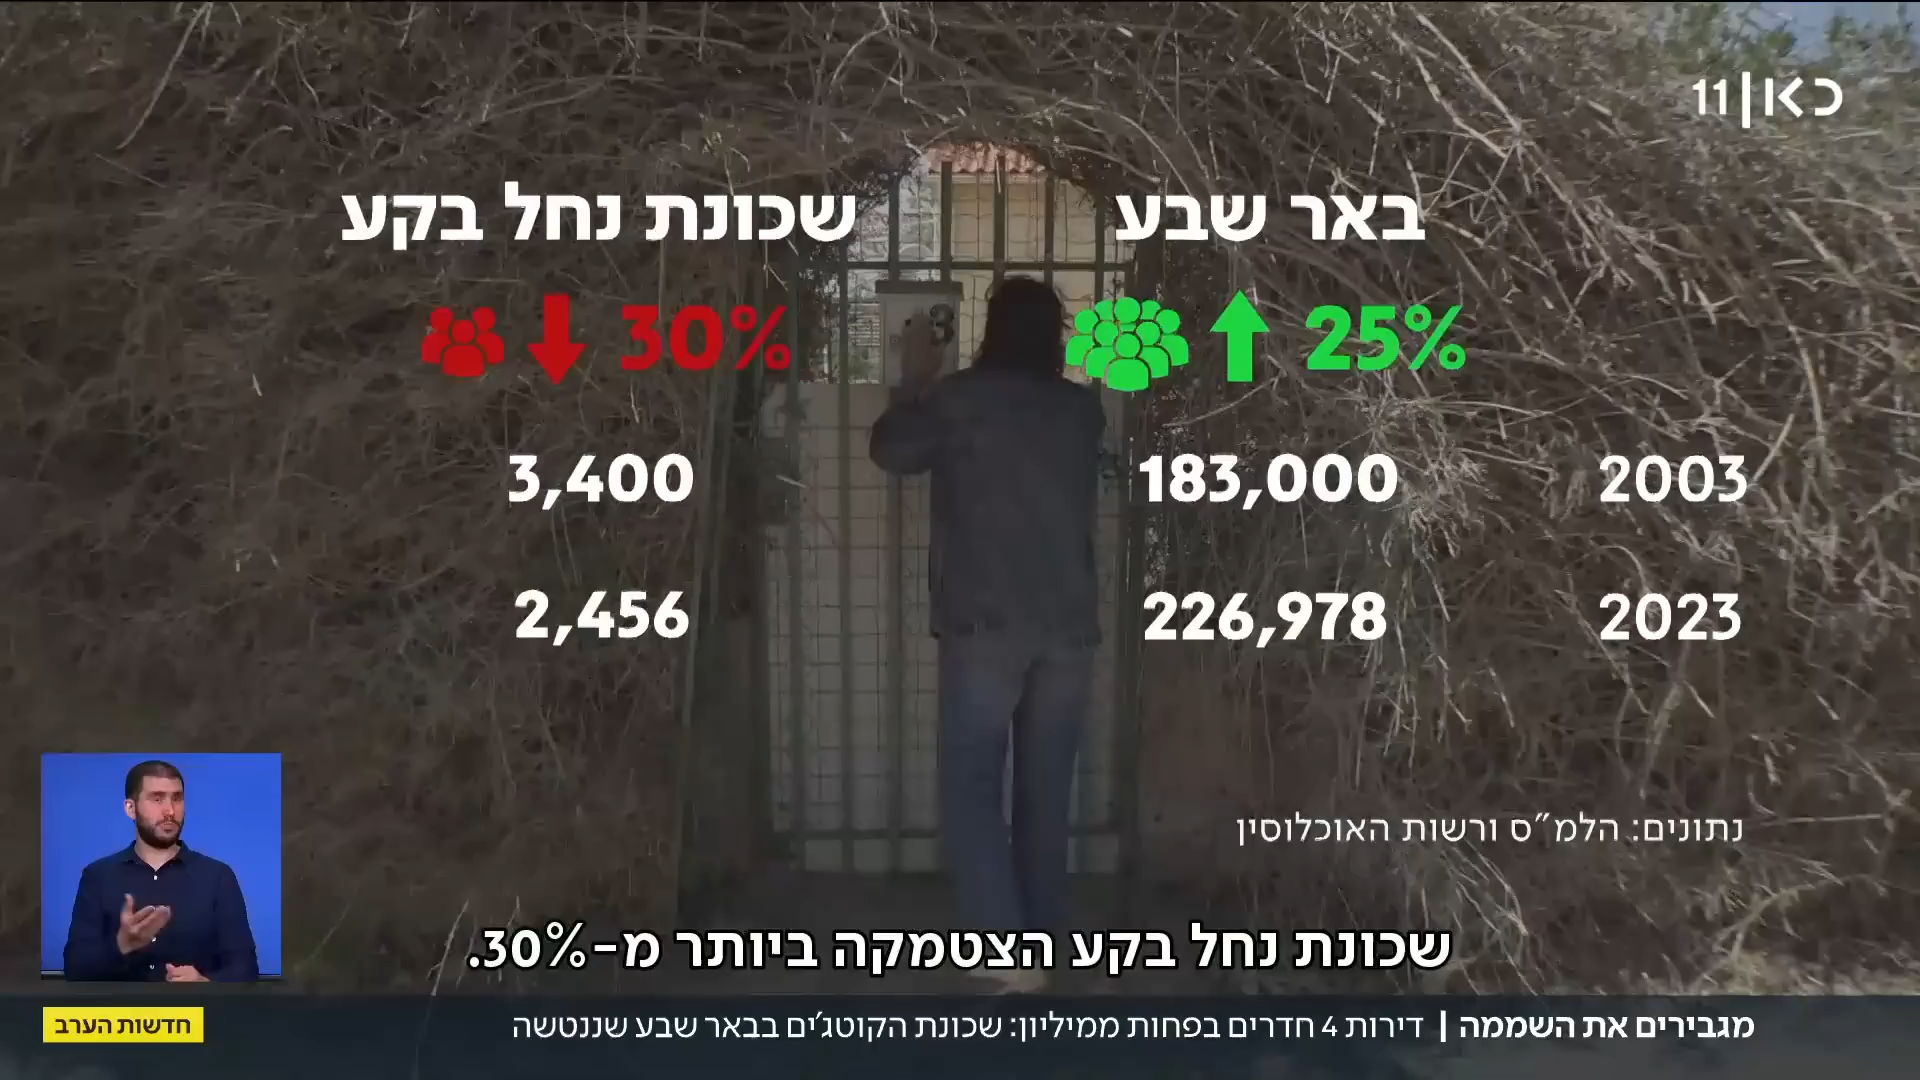 כאן|11
באר שבע
שכונת נחל בקע
25%
30%
2003 183,000 3,400
2023 226,978 2,456
נתונים: הלמ"ס ורשות האוכלוסין
שכונת נחל בקע הצטמקה ביותר מ-30%.
מגבירים את השממה | דירות 4 חדרים בפחות ממיליון: שכונת הקוטג'ים בבאר שבע שננטשה
חדשות הערב